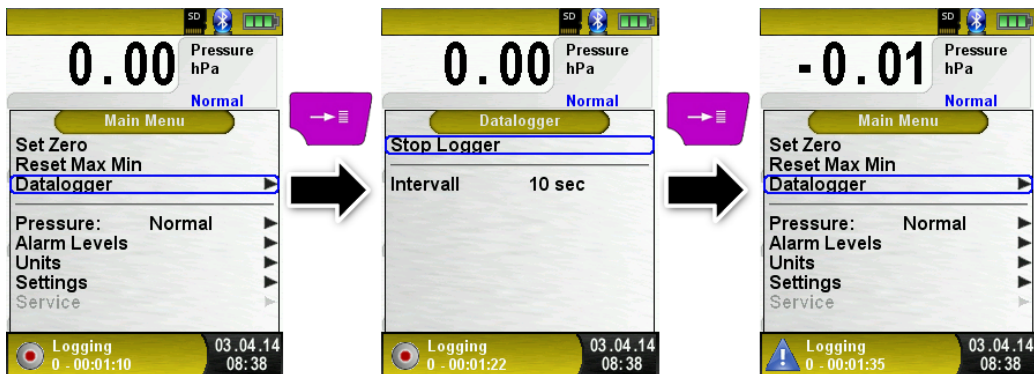 SD
0.00 Pressure
hPa
Normal
Main Menu
Set Zero
Reset Max Min
Datalogger
Pressure: Normal
Alarm Levels
Units
Settings
Service
Logging 03.04.14
0 - 00:01:10 08:38
SD
0.00 Pressure
hPa
Normal
Datalogger
Stop Logger
Intervall 10 sec
Logging 03.04.14
0 - 00:01:22 08:38
SD
-0.01 Pressure
hPa
Normal
Main Menu
Set Zero
Reset Max Min
Datalogger
Pressure: Normal
Alarm Levels
Units
Settings
Service
Logging 03.04.14
0 - 00:01:35 08:38